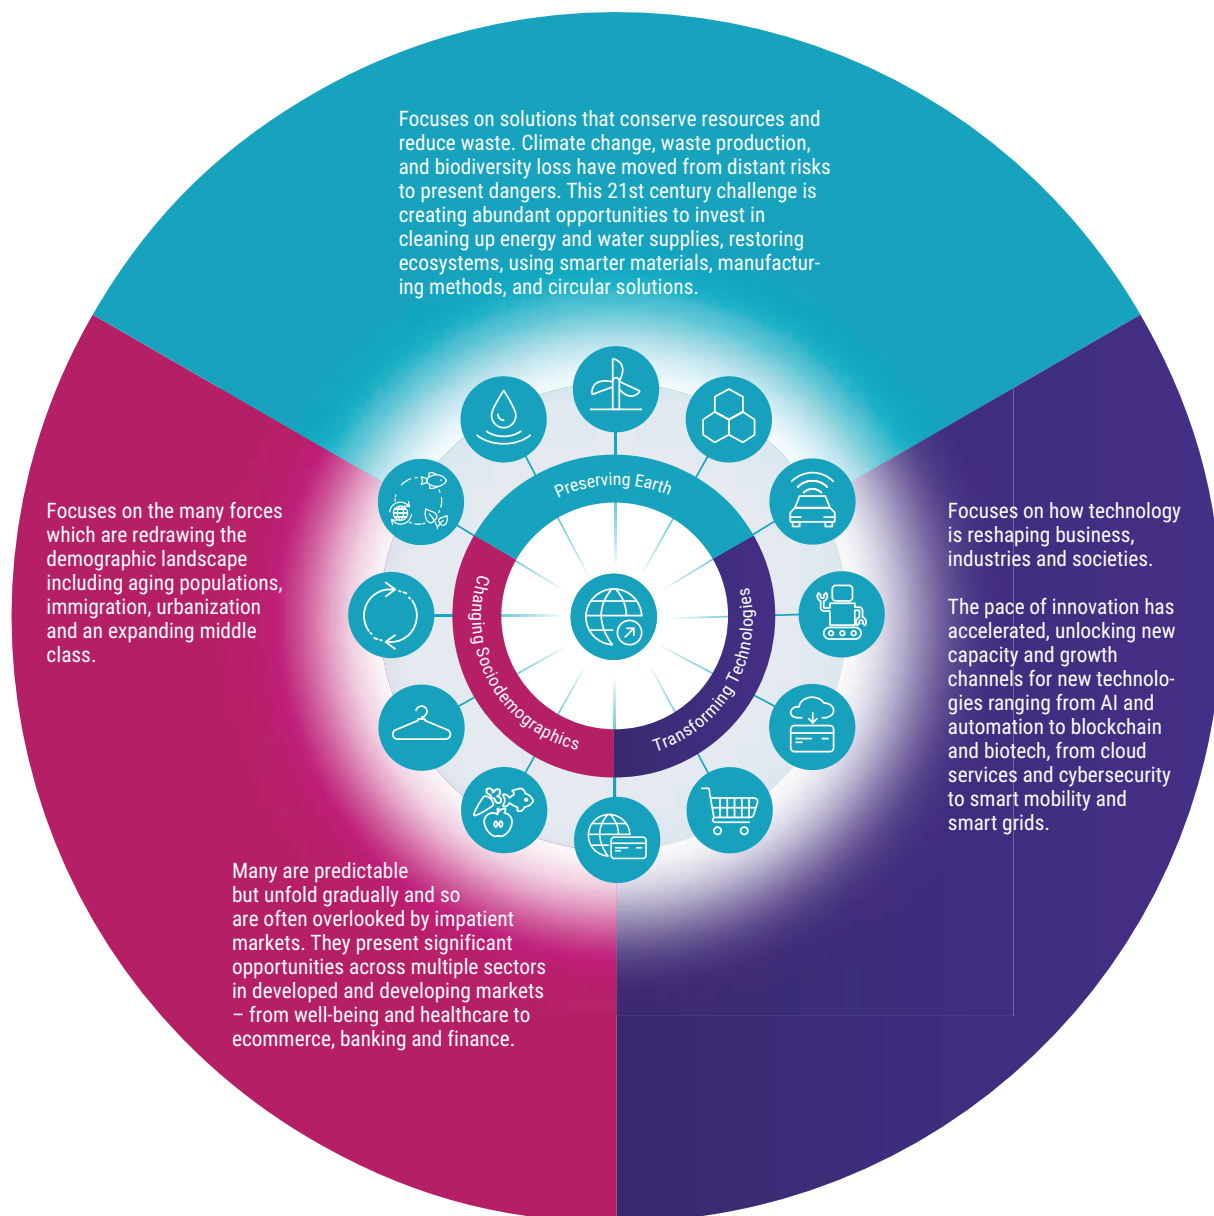 Focuses on solutions that conserve resources and
reduce waste. Climate change, waste production,
and biodiversity loss have moved from distant risks
to present dangers. This 21st century challenge is
creating abundant opportunities to invest in
cleaning up energy and water supplies, restoring
ecosystems, using smarter materials, manufactur-
ing methods, and circular solutions.
Preserving Earth
Changing Sociodemographics
Transforming Technologies
Focuses on the many forces
which are redrawing the
demographic landscape
including aging populations,
immigration, urbanization
and an expanding middle
class.
Many are predictable
but unfold gradually and so
are often overlooked by impatient
markets. They present significant
opportunities across multiple sectors
in developed and developing markets
– from well-being and healthcare to
ecommerce, banking and finance.
Focuses on how technology
is reshaping business,
industries and societies.
The pace of innovation has
accelerated, unlocking new
capacity and growth
channels for new technolo-
gies ranging from AI and
automation to blockchain
and biotech, from cloud
services and cybersecurity
to smart mobility and
smart grids.